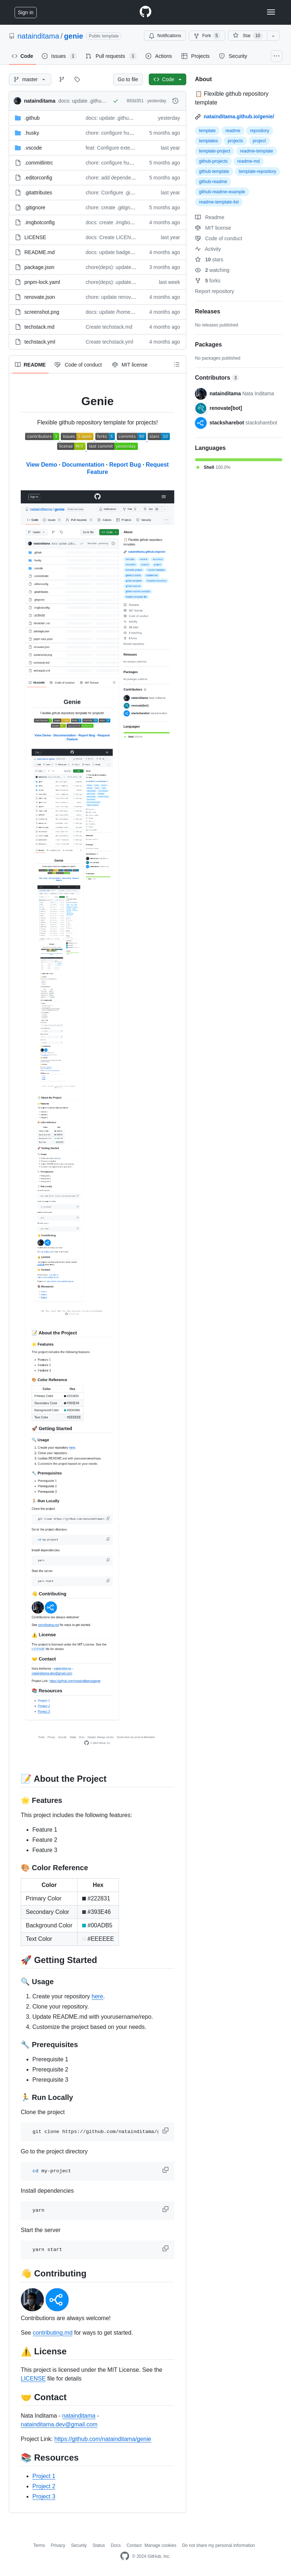 Sign in
natainditama / genie
Public template
Notifications
Fork 5
Star 10
Code
Issues 1
Pull requests 1
Actions
Projects
Security
master
Go to file
Code
natainditama docs: update .githu… yesterday
.github docs: update .githu… yesterday
.husky chore: configure hu… 5 months ago
.vscode feat: Configure exte… last year
.commitlintrc chore: configure hu… 5 months ago
.editorconfig chore: add depende… 5 months ago
.gitattributes chore: Configure .gi… last year
.gitignore chore: create .gitign… 5 months ago
.imgbotconfig docs: create .imgbo… 4 months ago
LICENSE docs: Create LICEN… last year
README.md docs: update badge… 4 months ago
package.json chore(deps): update… 3 months ago
pnpm-lock.yaml chore(deps): update… last week
renovate.json chore: update renov… 4 months ago
screenshot.png docs: update /home… 4 months ago
techstack.md Create techstack.md 4 months ago
techstack.yml Create techstack.yml 4 months ago
README
Code of conduct
MIT license
Genie
Flexible github repository template for projects!
contributors 3 issues 1 open forks 5 commits 93 stars 10
license MIT last commit yesterday
View Demo · Documentation · Report Bug · Request
Feature
📝 About the Project
🌟 Features
This project includes the following features:
Feature 1
Feature 2
Feature 3
🎨 Color Reference
Color Hex
Primary Color #222831
Secondary Color #393E46
Background Color #00ADB5
Text Color #EEEEEE
🚀 Getting Started
🔍 Usage
1. Create your repository here.
2. Clone your repository.
3. Update README.md with yourusername/repo.
4. Customize the project based on your needs.
🔧 Prerequisites
Prerequisite 1
Prerequisite 2
Prerequisite 3
🏃 Run Locally
Clone the project
git clone https://github.com/natainditama/
Go to the project directory
cd my-project
Install dependencies
yarn
Start the server
yarn start
👋 Contributing
Contributions are always welcome!
See contributing.md for ways to get started.
⚠️ License
This project is licensed under the MIT License. See the
LICENSE file for details
🤝 Contact
Nata Inditama - natainditama -
natainditama.dev@gmail.com
Project Link: https://github.com/natainditama/genie
📚 Resources
Project 1
Project 2
Project 3
About
📋 Flexible github repository
template
natainditama.github.io/genie/
template readme repository
templates projects project
template-project readme-template
github-projects readme-md
github-template template-repository
github-readme
github-readme-example
readme-template-list
Readme
MIT license
Code of conduct
Activity
10 stars
2 watching
5 forks
Report repository
Releases
No releases published
Packages
No packages published
Contributors 3
natainditama Nata Inditama
renovate[bot]
stacksharebot stacksharebot
Languages
Shell 100.0%
Terms Privacy Security Status Docs Contact Manage cookies Do not share my personal information
© 2024 GitHub, Inc.